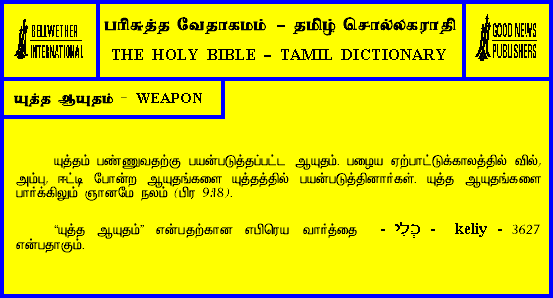 BELLWETHER
INTERNATIONAL
பரிசுத்த வேதாகமம் – தமிழ் சொல்லகராதி
THE HOLY BIBLE – TAMIL DICTIONARY
GOOD NEWS
PUBLISHERS
யுத்த ஆயுதம் - WEAPON
யுத்தம் பண்ணுவதற்கு பயன்படுத்தப்பட்ட ஆயுதம். பழைய ஏற்பாட்டுக்காலத்தில் வில்,
அம்பு, ஈட்டி போன்ற ஆயுதங்களை யுத்தத்தில் பயன்படுத்தினார்கள். யுத்த ஆயுதங்களை
பார்க்கிலும் ஞானமே நலம் (பிர 9:18).
“யுத்த ஆயுதம்” என்பதற்கான எபிரெய வார்த்தை - כְּלִי - keliy - 3627
என்பதாகும்.